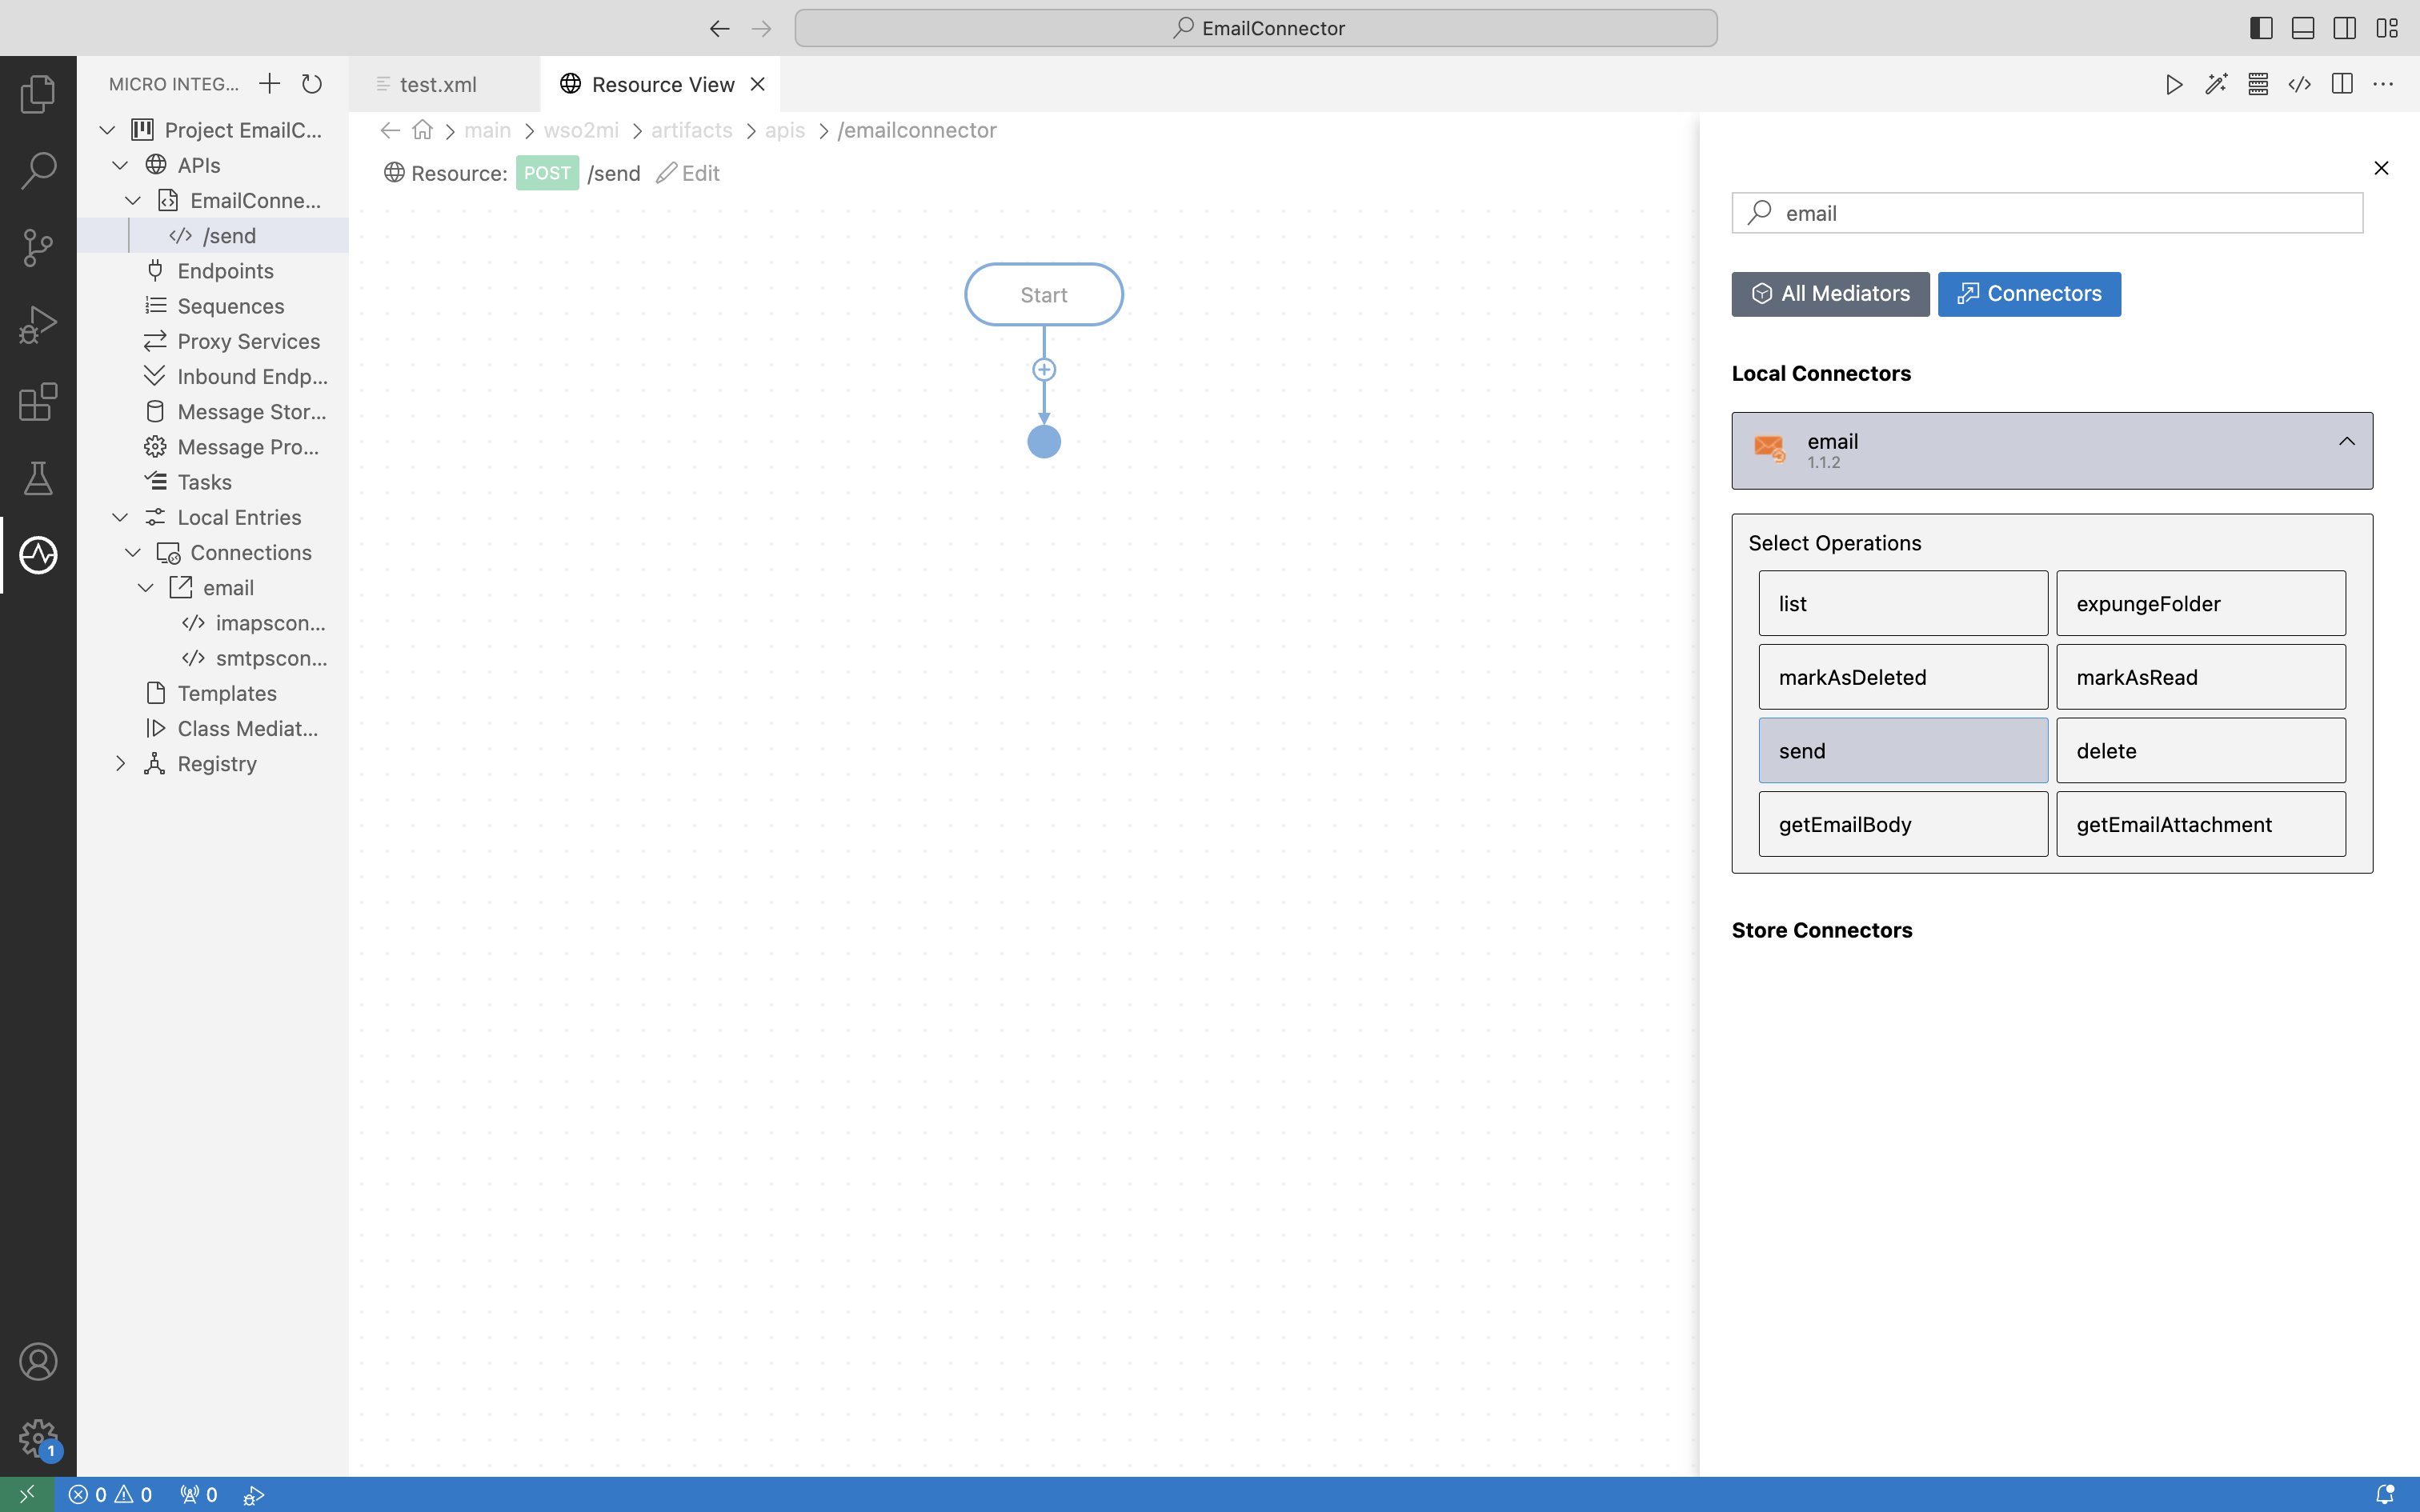 EmailConnector
MICRO INTEG...
test.xml
Resource View
Project EmailC...
APIs
EmailConne...
/send
Endpoints
Sequences
Proxy Services
Inbound Endp...
Message Stor...
Message Pro...
Tasks
Local Entries
Connections
email
imapscon...
smtpscon...
Templates
Class Mediat...
Registry
main > wso2mi > artifacts > apis > /emailconnector
Resource: POST /send Edit
Start
email
All Mediators
Connectors
Local Connectors
email
1.1.2
Select Operations
list
expungeFolder
markAsDeleted
markAsRead
send
delete
getEmailBody
getEmailAttachment
Store Connectors
1
0 0 0